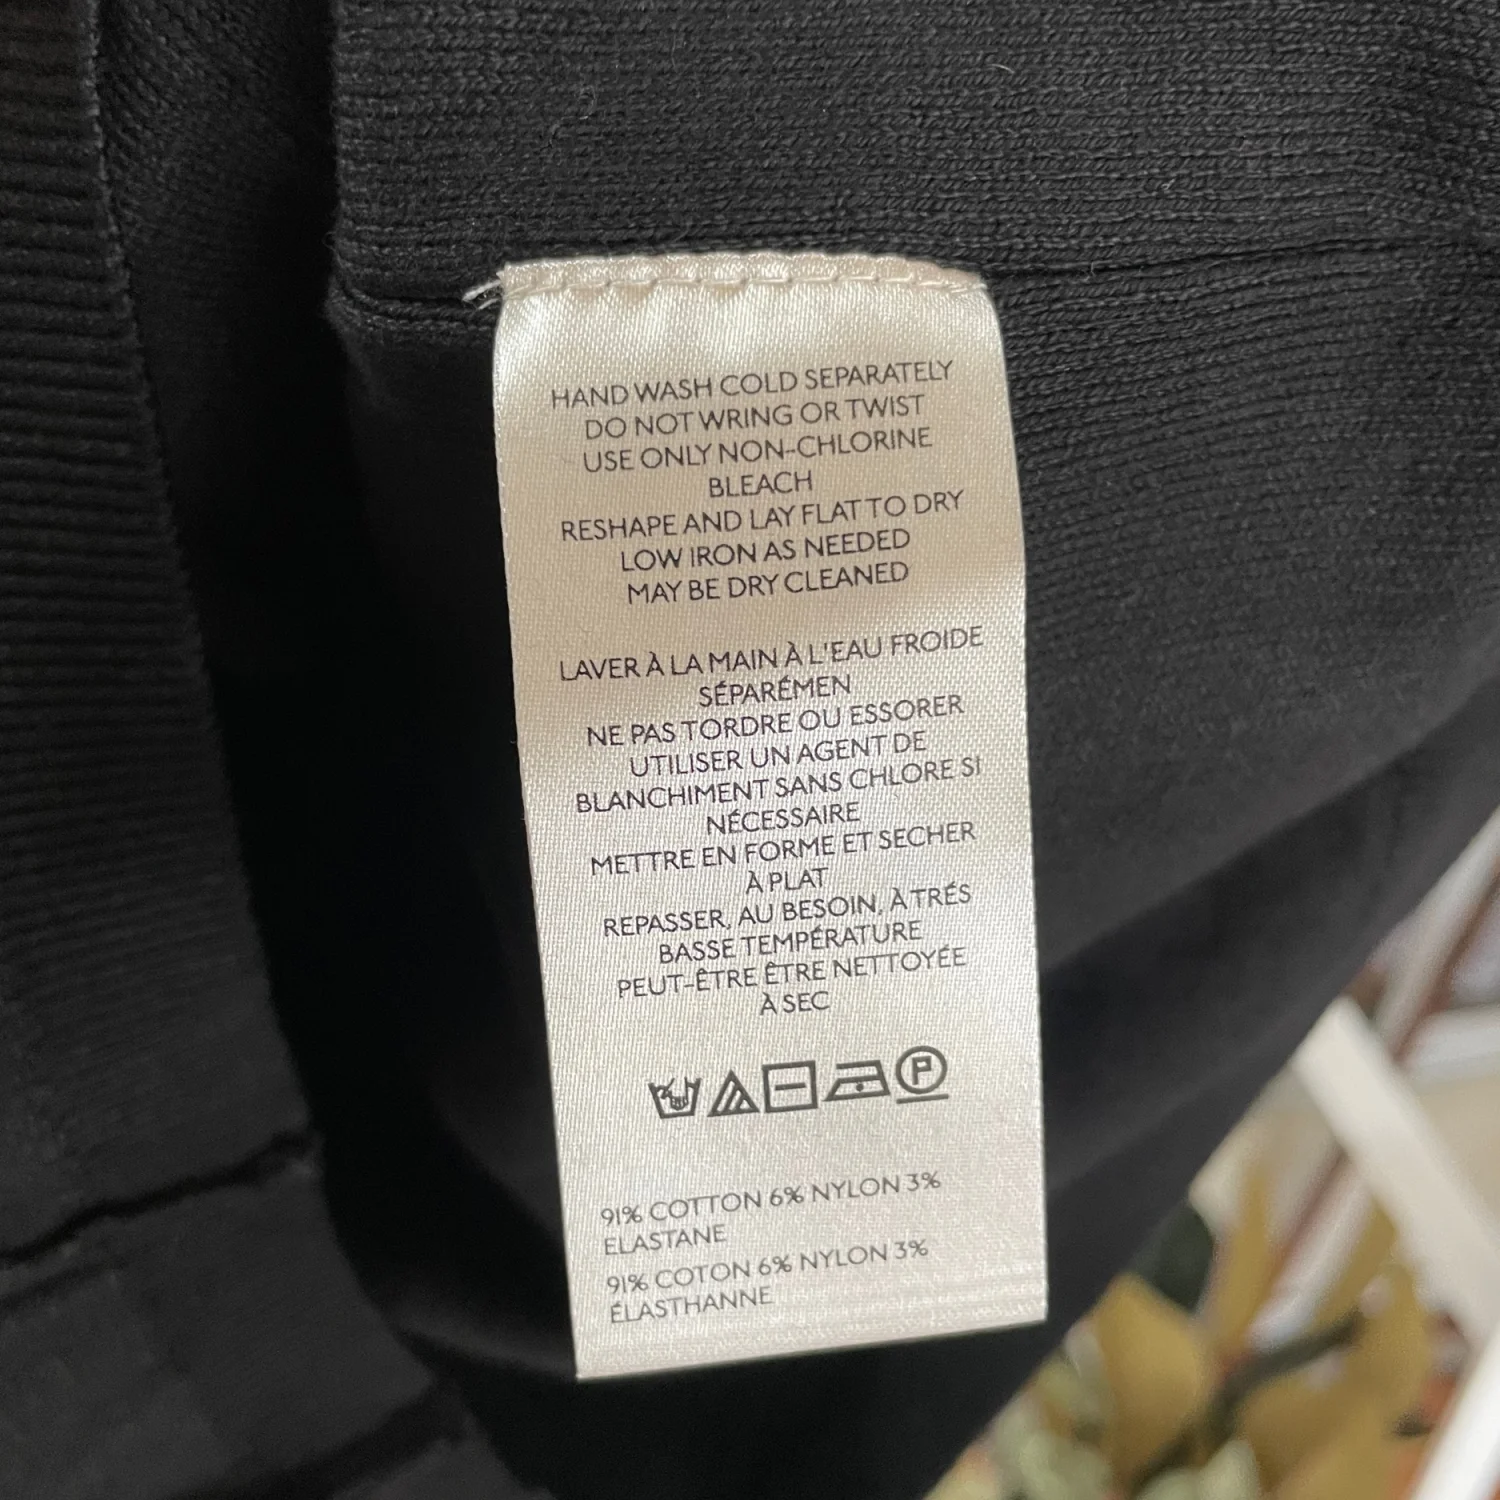 HAND WASH COLD SEPARATELY
DO NOT WRING OR TWIST
USE ONLY NON-CHLORINE
BLEACH
RESHAPE AND LAY FLAT TO DRY
LOW IRON AS NEEDED
MAY BE DRY CLEANED
LAVER À LA MAIN À L'EAU FROIDE
SÉPARÉMEN
NE PAS TORDRE OU ESSORER
UTILISER UN AGENT DE
BLANCHIMENT SANS CHLORE SI
NÉCESSAIRE
METTRE EN FORME ET SECHER
À PLAT
REPASSER, AU BESOIN, À TRÉS
BASSE TEMPÉRATURE
PEUT-ÊTRE ÊTRE NETTOYÉE
À SEC
P
91% COTTON 6% NYLON 3%
ELASTANE
91% COTON 6% NYLON 3%
ÉLASTHANNE